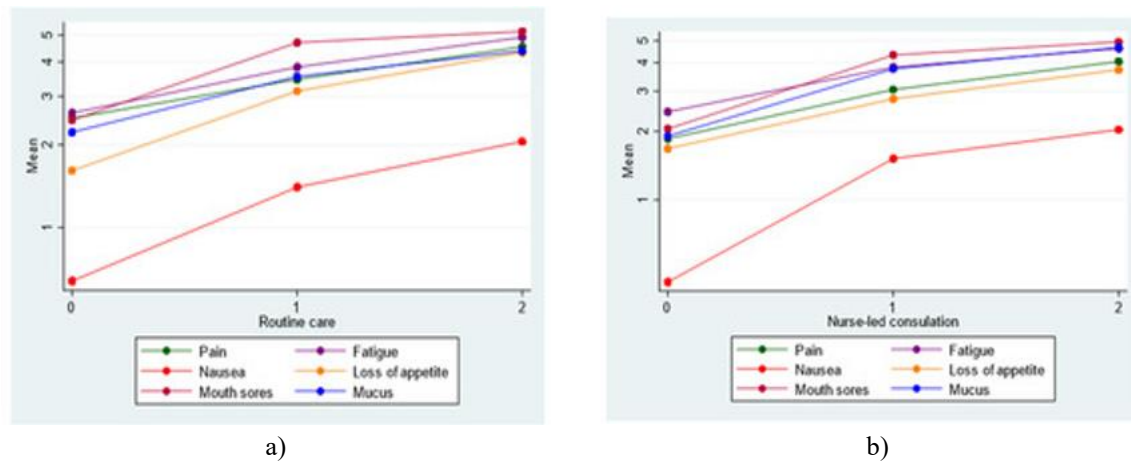 5
4
3
2
1
Mean
0 1 2
Routine care
Pain Fatigue
Nausea Loss of appetite
Mouth sores Mucus
a)
5
4
3
2
1
Mean
0 1 2
Nurse-led consulation
Pain Fatigue
Nausea Loss of appetite
Mouth sores Mucus
b)